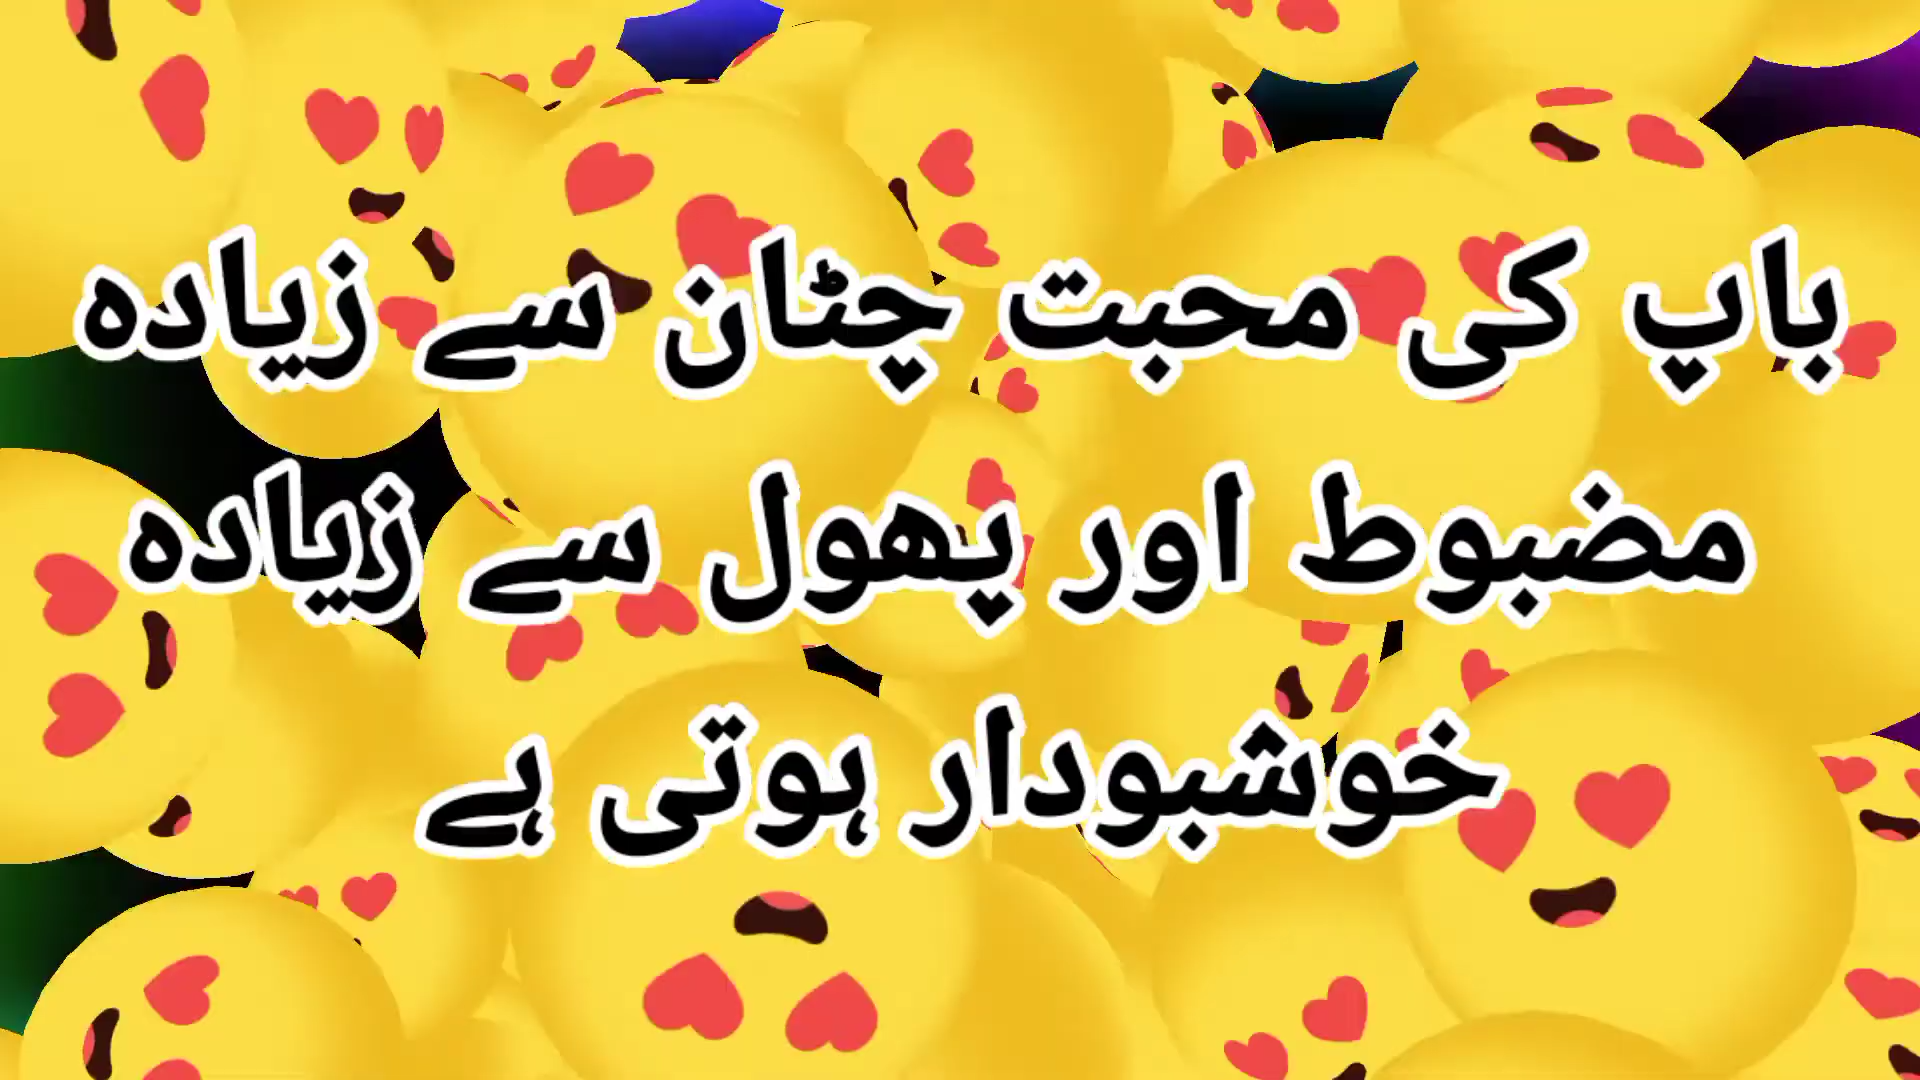 باپ کی محبت چٹان سے زیادہ
مضبوط اور پھول سے زیادہ
خوشبودار ہوتی ہے